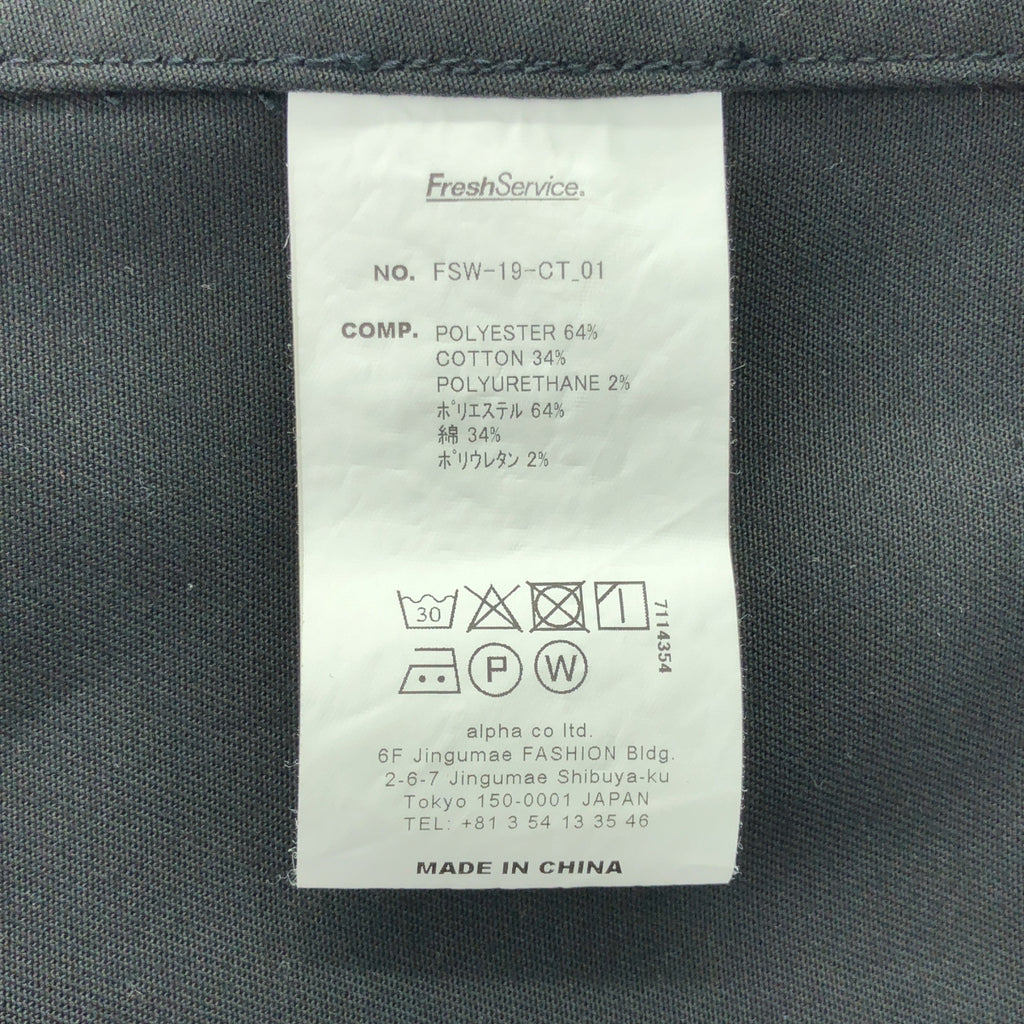 FreshService.
NO. FSW-19-CT_01
COMP. POLYESTER 64%
COTTON 34%
POLYURETHANE 2%
ﾎﾟﾘｴｽﾃﾙ 64%
綿 34%
ﾎﾟﾘｳﾚﾀﾝ 2%
30
7114354
P W
alpha co ltd.
6F Jingumae FASHION Bldg.
2-6-7 Jingumae Shibuya-ku
Tokyo 150-0001 JAPAN
TEL: +81 3 54 13 35 46
MADE IN CHINA